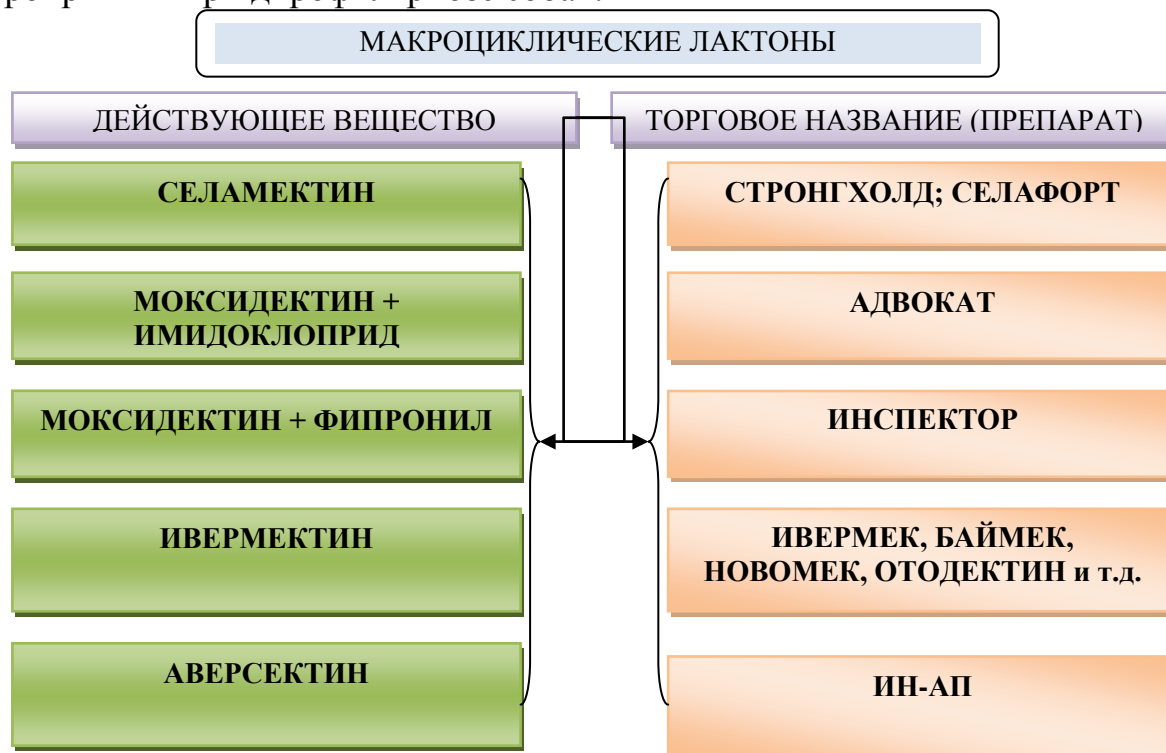 МАКРОЦИКЛИЧЕСКИЕ ЛАКТОНЫ
ДЕЙСТВУЮЩЕЕ ВЕЩЕСТВО
ТОРГОВОЕ НАЗВАНИЕ (ПРЕПАРАТ)
СЕЛАМЕКТИН
СТРОНГХОЛД; СЕЛАФОРТ
МОКСИДЕКТИН +
ИМИДОКЛОПРИД
АДВОКАТ
МОКСИДЕКТИН + ФИПРОНИЛ
ИНСПЕКТОР
ИВЕРМЕКТИН
ИВЕРМЕК, БАЙМЕК,
НОВОМЕК, ОТОДЕКТИН и т.д.
АВЕРСЕКТИН
ИН-АП